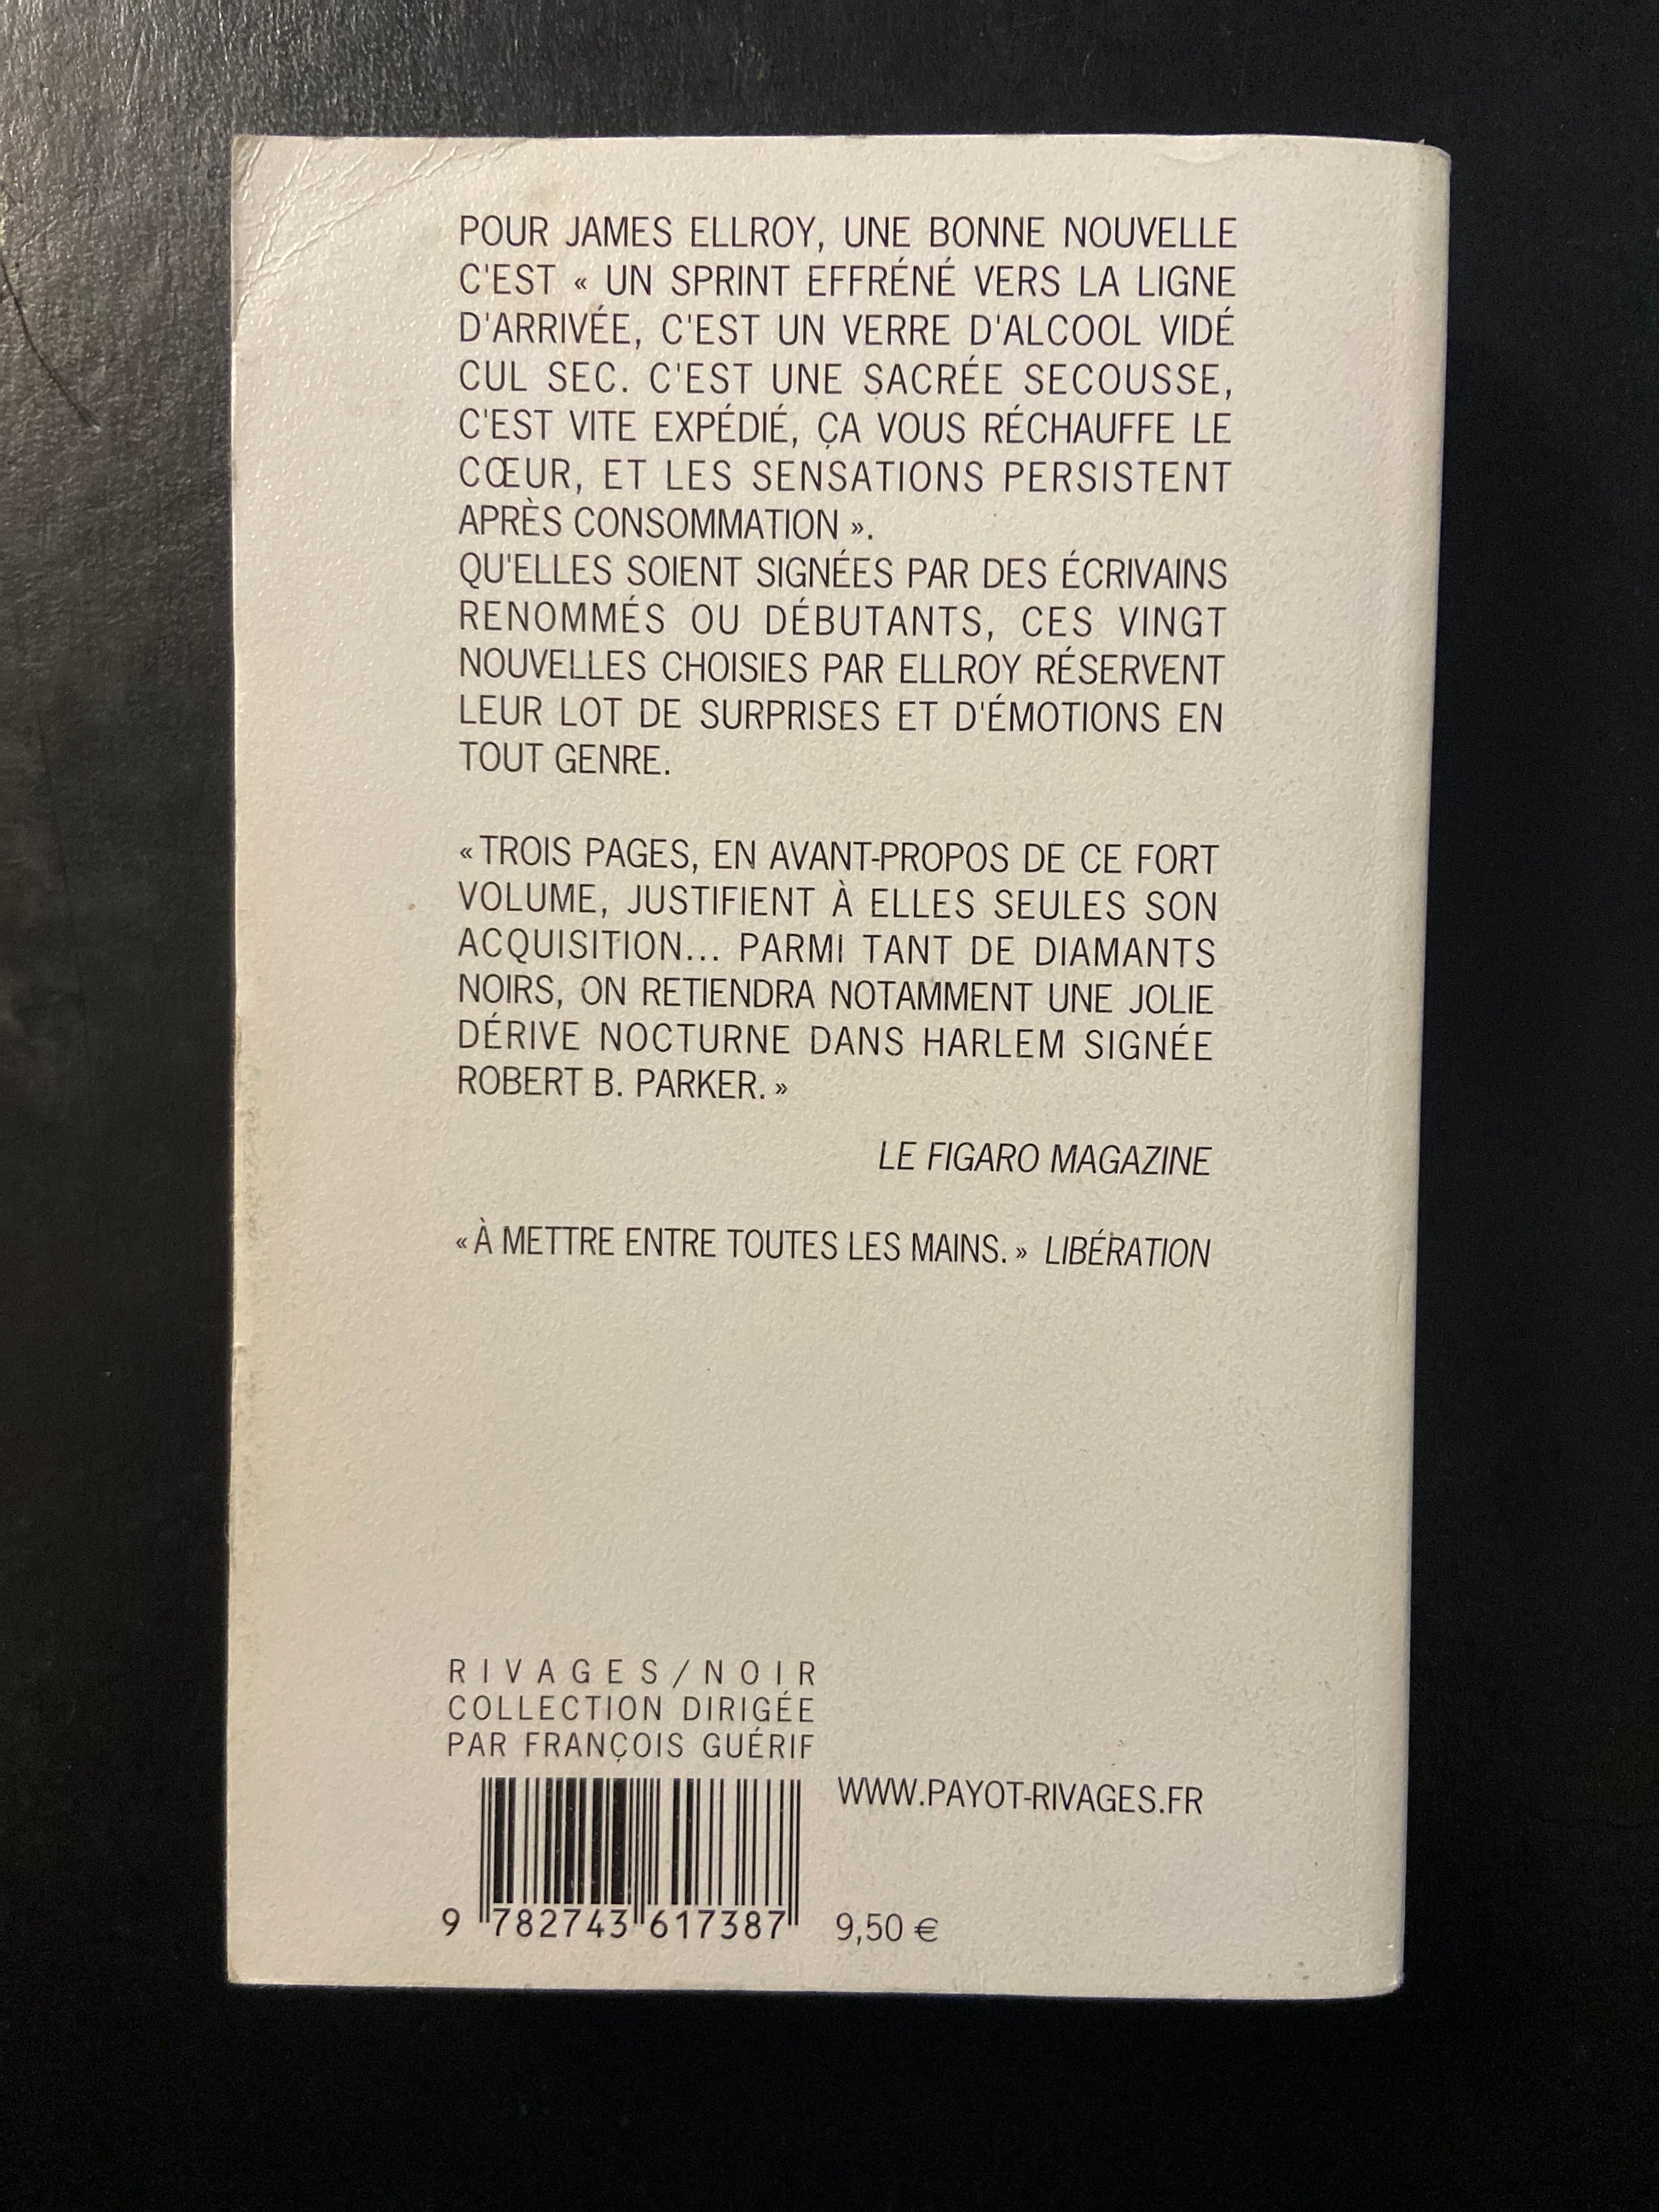 POUR JAMES ELLROY, UNE BONNE NOUVELLE
C'EST « UN SPRINT EFFRÉNÉ VERS LA LIGNE
D'ARRIVÉE, C'EST UN VERRE D'ALCOOL VIDÉ
CUL SEC. C'EST UNE SACRÉE SECOUSSE,
C'EST VITE EXPÉDIÉ, ÇA VOUS RÉCHAUFFE LE
CŒUR, ET LES SENSATIONS PERSISTENT
APRÈS CONSOMMATION ».
QU'ELLES SOIENT SIGNÉES PAR DES ÉCRIVAINS
RENOMMÉS OU DÉBUTANTS, CES VINGT
NOUVELLES CHOISIES PAR ELLROY RÉSERVENT
LEUR LOT DE SURPRISES ET D'ÉMOTIONS EN
TOUT GENRE.
« TROIS PAGES, EN AVANT-PROPOS DE CE FORT
VOLUME, JUSTIFIENT À ELLES SEULES SON
ACQUISITION... PARMI TANT DE DIAMANTS
NOIRS, ON RETIENDRA NOTAMMENT UNE JOLIE
DÉRIVE NOCTURNE DANS HARLEM SIGNÉE
ROBERT B. PARKER. »
LE FIGARO MAGAZINE
« À METTRE ENTRE TOUTES LES MAINS. » LIBÉRATION
RIVAGES/NOIR
COLLECTION DIRIGÉE
PAR FRANÇOIS GUÉRIF
WWW.PAYOT-RIVAGES.FR
9 782743 617387 9,50 €